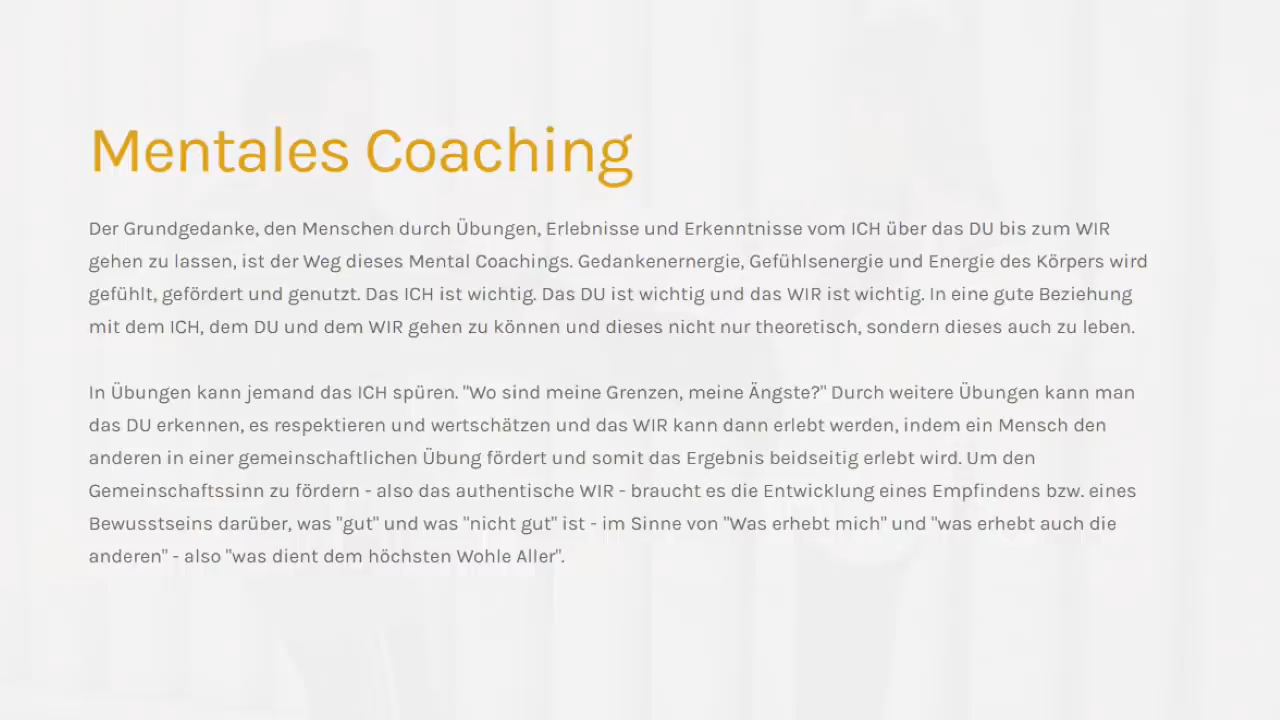 Mentales Coaching
Der Grundgedanke, den Menschen durch Übungen, Erlebnisse und Erkenntnisse vom ICH über das DU bis zum WIR
gehen zu lassen, ist der Weg dieses Mental Coachings. Gedankenernergie, Gefühlsenergie und Energie des Körpers wird
gefühlt, gefördert und genutzt. Das ICH ist wichtig. Das DU ist wichtig und das WIR ist wichtig. In eine gute Beziehung
mit dem ICH, dem DU und dem WIR gehen zu können und dieses nicht nur theoretisch, sondern dieses auch zu leben.
In Übungen kann jemand das ICH spüren. "Wo sind meine Grenzen, meine Ängste?" Durch weitere Übungen kann man
das DU erkennen, es respektieren und wertschätzen und das WIR kann dann erlebt werden, indem ein Mensch den
anderen in einer gemeinschaftlichen Übung fördert und somit das Ergebnis beidseitig erlebt wird. Um den
Gemeinschaftssinn zu fördern - also das authentische WIR - braucht es die Entwicklung eines Empfindens bzw. eines
Bewusstseins darüber, was "gut" und was "nicht gut" ist - im Sinne von "Was erhebt mich" und "was erhebt auch die
anderen" - also "was dient dem höchsten Wohle Aller".